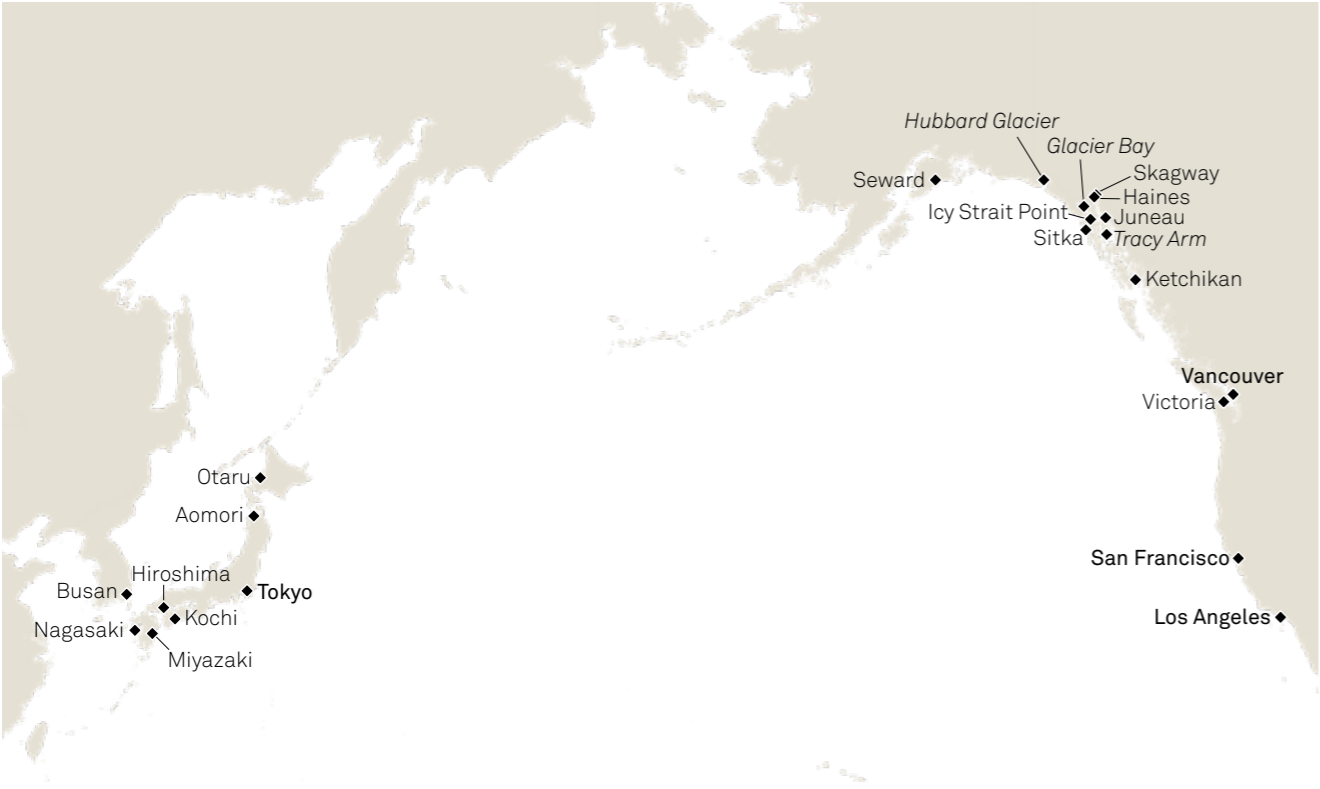 Hubbard Glacier
Glacier Bay
Skagway
Seward
Haines
Icy Strait Point
Juneau
Sitka
Tracy Arm
Ketchikan
Vancouver
Victoria
Otaru
Aomori
San Francisco
Hiroshima
Busan
Tokyo
Los Angeles
Kochi
Nagasaki
Miyazaki